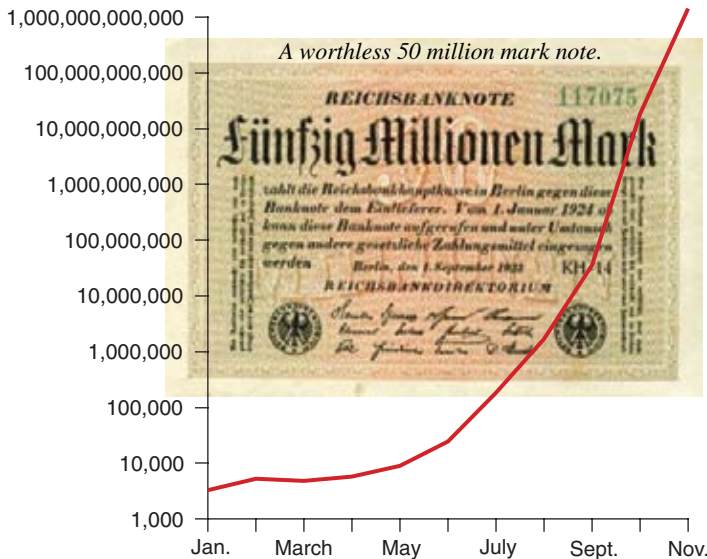 1,000,000,000,000
100,000,000,000
10,000,000,000
1,000,000,000
100,000,000
10,000,000
1,000,000
100,000
10,000
1,000
A worthless 50 million mark note.
REICHSBANKNOTE 117075
Fünfzig Millionen Mark
zahlt die Reichsbankhauptkasse in Berlin gegen diese
Banknote dem Einlieferer. Vom 1. Januar 1924
kann diese Banknote aufgerufen und unter Umtausch
gegen andere gesetzliche Zahlungsmittel eingezogen
werden Berlin, den 1. September 1923 KH 14
REICHSBANKDIREKTORIUM
Jan. March May July Sept. Nov.